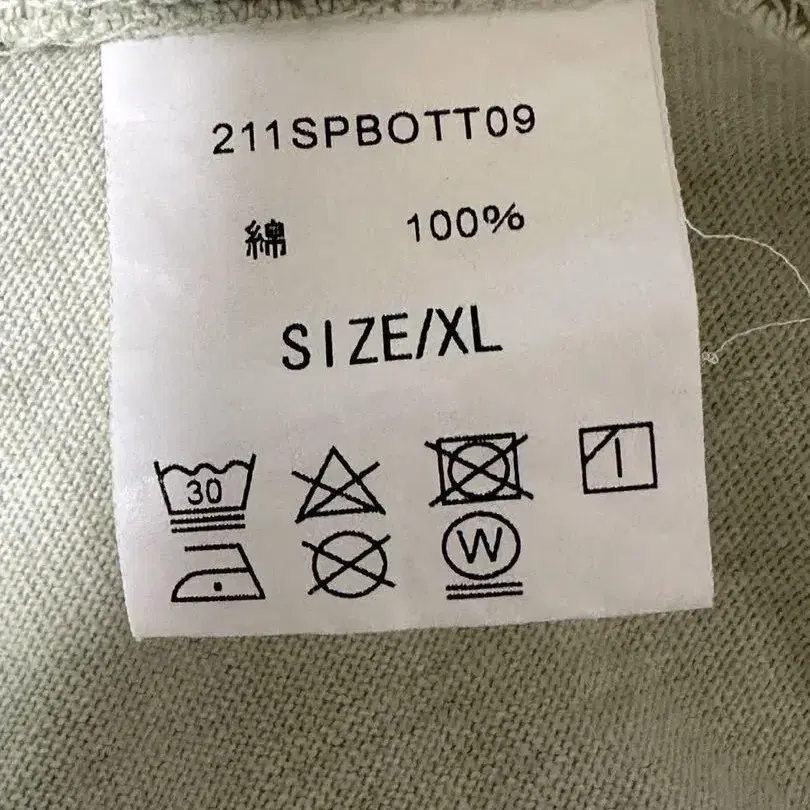 211SPBOTT09
綿 100%
SIZE/XL
30
W